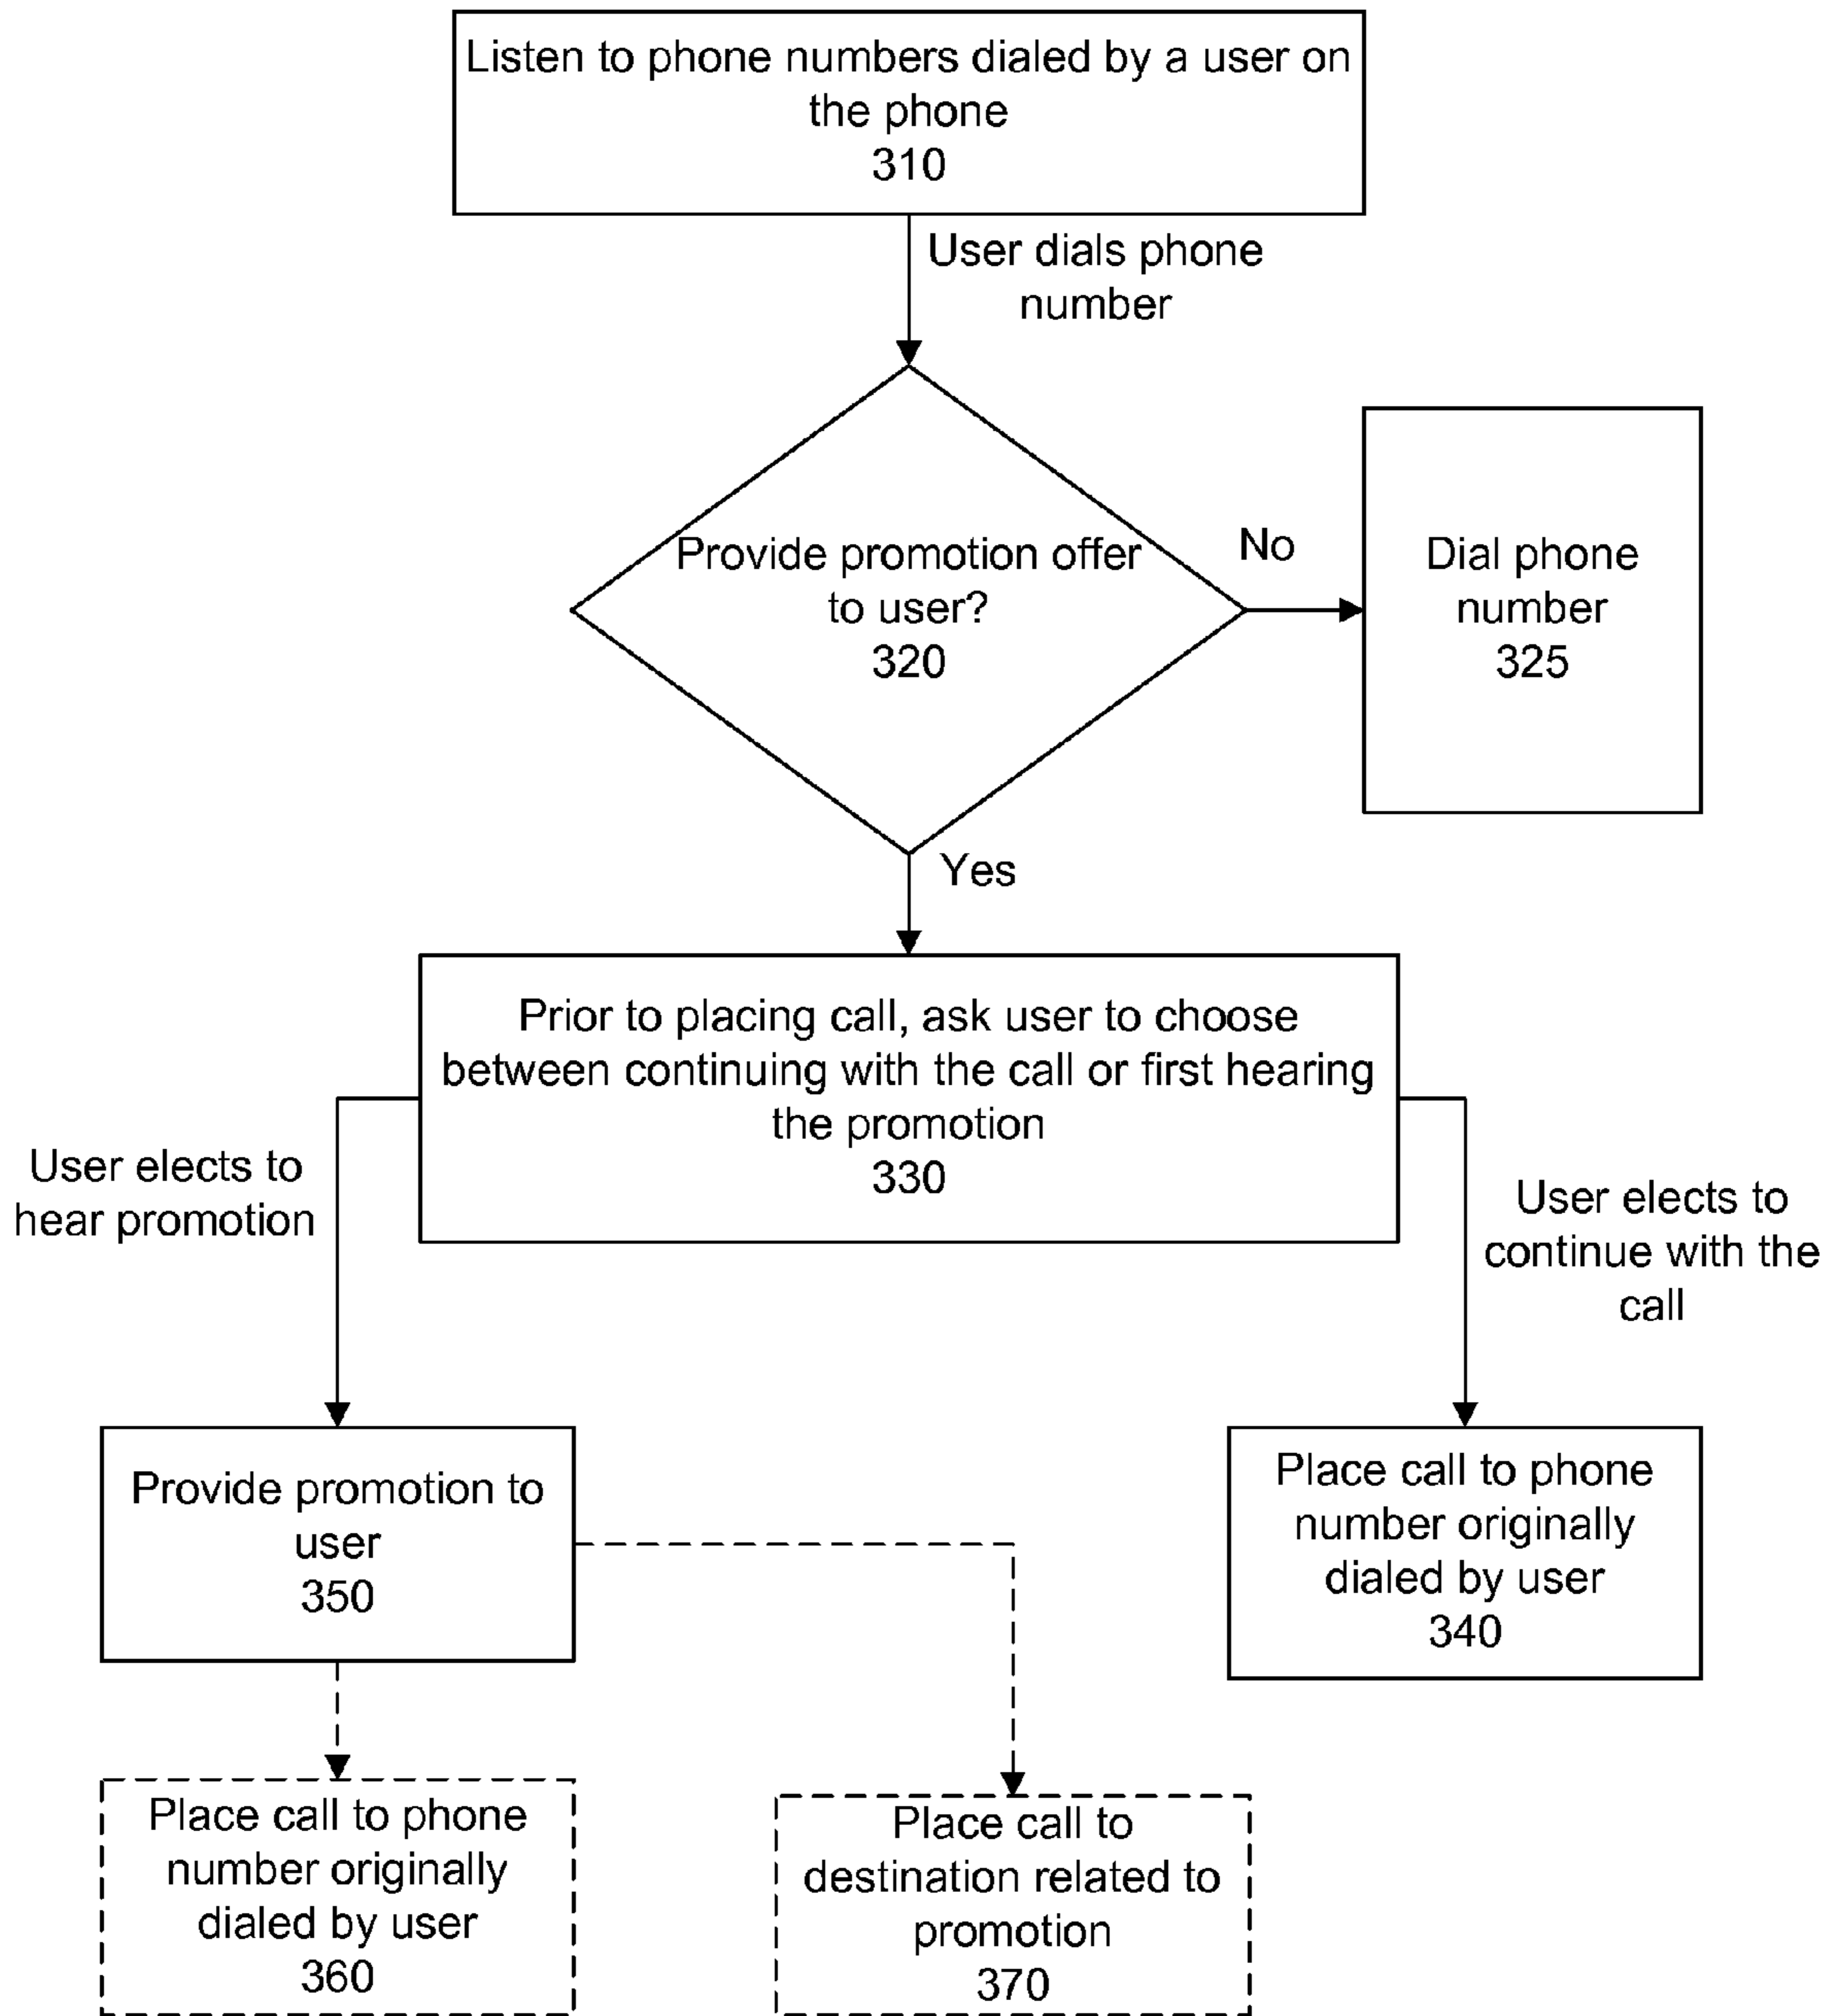 Listen to phone numbers dialed by a user on
the phone
310
User dials phone
number
Provide promotion offer
to user?
320
No
Dial phone
number
325
Yes
Prior to placing call, ask user to choose
between continuing with the call or first hearing
the promotion
330
User elects to
hear promotion
User elects to
continue with the
call
Provide promotion to
user
350
Place call to phone
number originally
dialed by user
340
Place call to phone
number originally
dialed by user
360
Place call to
destination related to
promotion
370